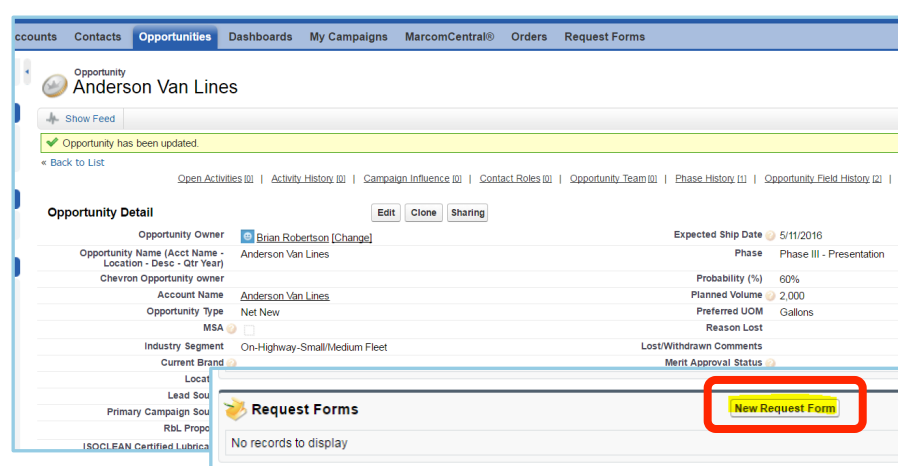 ccounts Contacts Opportunities Dashboards My Campaigns MarcomCentral® Orders Request Forms
Opportunity
Anderson Van Lines
Show Feed
Opportunity has been updated.
« Back to List
Open Activities [0] | Activity History [0] | Campaign Influence [0] | Contact Roles [0] | Opportunity Team [0] | Phase History [1] | Opportunity Field History [2] |
Opportunity Detail Edit Clone Sharing
Opportunity Owner Brian Robertson [Change] Expected Ship Date 5/11/2016
Opportunity Name (Acct Name - Anderson Van Lines Phase Phase III - Presentation
Location - Desc - Qtr Year)
Chevron Opportunity owner Probability (%) 60%
Account Name Anderson Van Lines Planned Volume 2,000
Opportunity Type Net New Preferred UOM Gallons
MSA Reason Lost
Industry Segment On-Highway-Small/Medium Fleet Lost/Withdrawn Comments
Current Brand Merit Approval Status
Locat
Lead Sou
Primary Campaign Sou
RbL Propo
ISOCLEAN Certified Lubrica
Request Forms New Request Form
No records to display